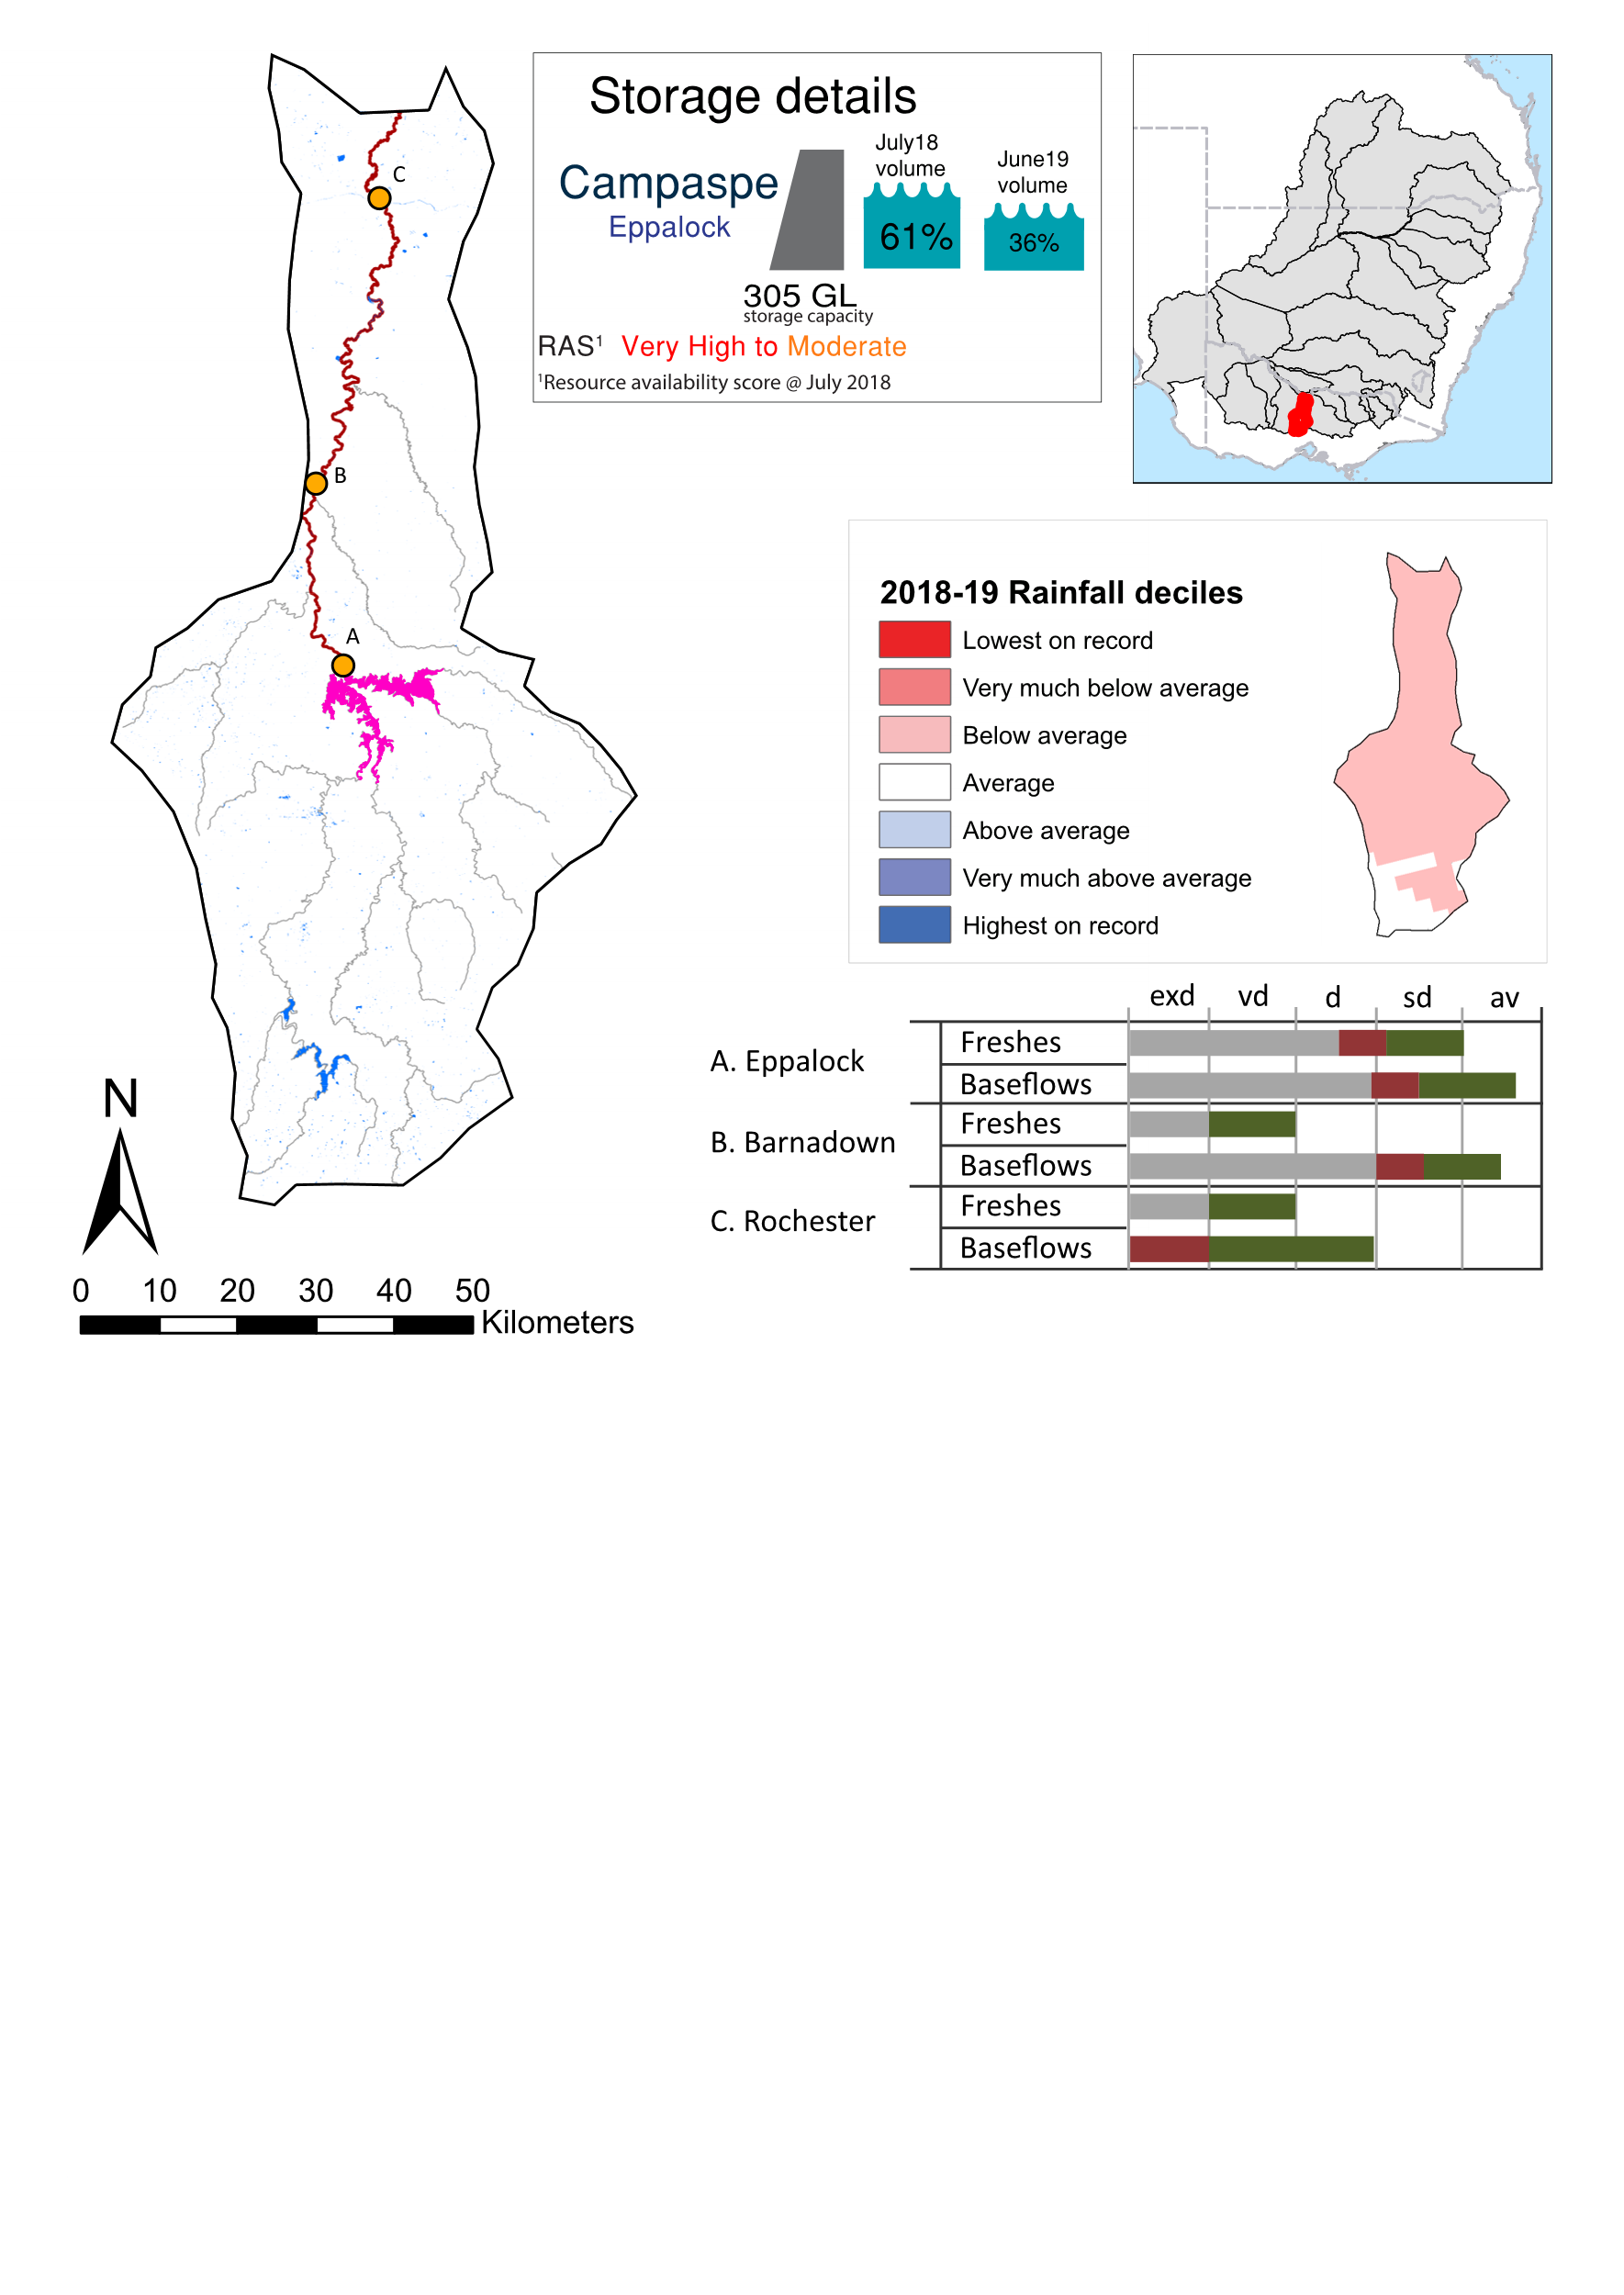 Storage details
Campaspe
Eppalock
July18
volume
61%
June19
volume
36%
305 GL
storage capacity
RAS¹ Very High to Moderate
¹Resource availability score @ July 2018
C
B
A
2018-19 Rainfall deciles
Lowest on record
Very much below average
Below average
Average
Above average
Very much above average
Highest on record
exd vd d sd av
A. Eppalock
Freshes
Baseflows
B. Barnadown
Freshes
Baseflows
C. Rochester
Freshes
Baseflows
N
0 10 20 30 40 50
Kilometers